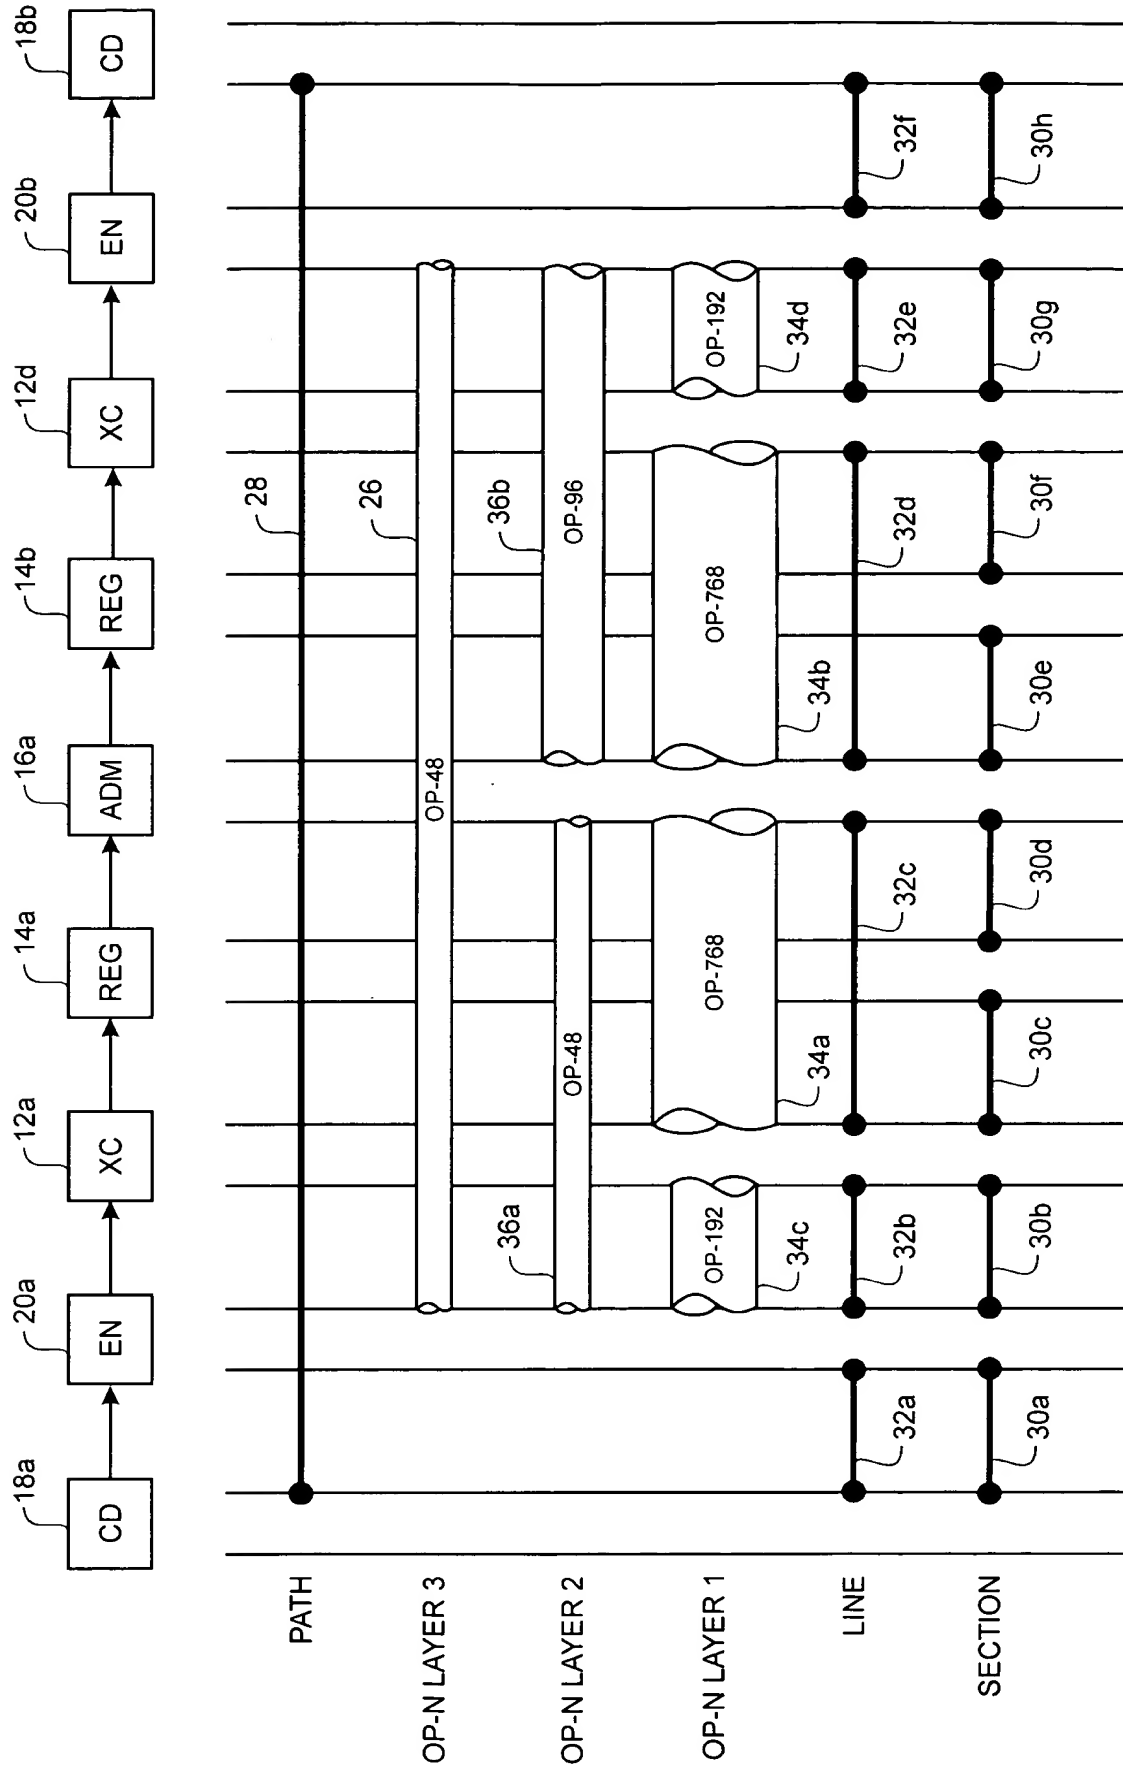 18a
20a
12a
14a
16a
14b
12d
20b
18b
CD
EN
XC
REG
ADM
REG
XC
EN
CD
PATH
28
OP-N LAYER 3
OP-48
26
OP-N LAYER 2
36a
OP-48
36b
OP-96
OP-N LAYER 1
OP-192
OP-768
OP-768
OP-192
34c
34a
34b
34d
LINE
32a
32b
32c
32d
32e
32f
SECTION
30a
30b
30c
30d
30e
30f
30g
30h